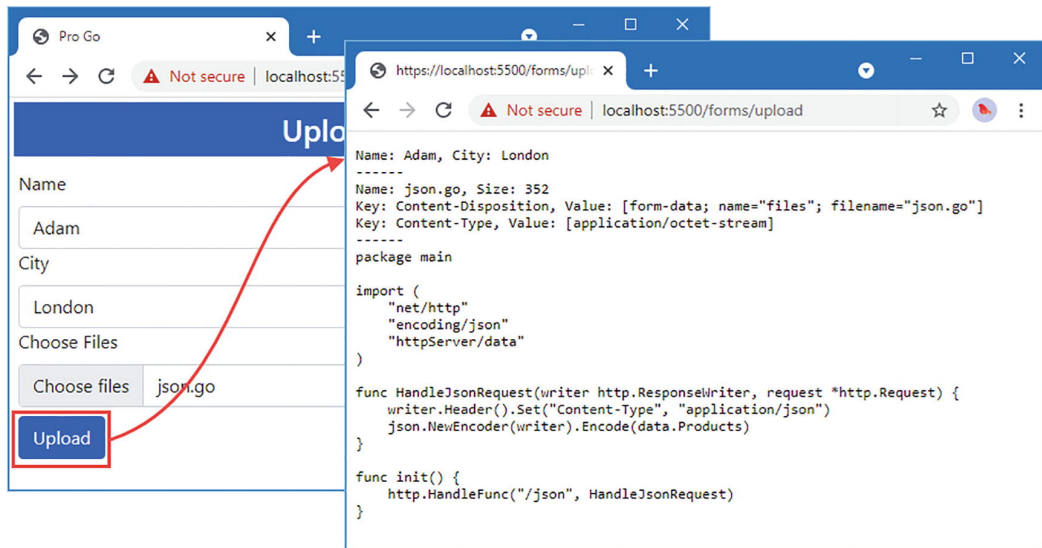 Pro Go
Not secure | localhost:55
Uplo
Name
Adam
City
London
Choose Files
Choose files json.go
Upload
https://localhost:5500/forms/upl
Not secure | localhost:5500/forms/upload
Name: Adam, City: London
------
Name: json.go, Size: 352
Key: Content-Disposition, Value: [form-data; name="files"; filename="json.go"]
Key: Content-Type, Value: [application/octet-stream]
------
package main
import (
    "net/http"
    "encoding/json"
    "httpServer/data"
)
func HandleJsonRequest(writer http.ResponseWriter, request *http.Request) {
    writer.Header().Set("Content-Type", "application/json")
    json.NewEncoder(writer).Encode(data.Products)
}
func init() {
    http.HandleFunc("/json", HandleJsonRequest)
}